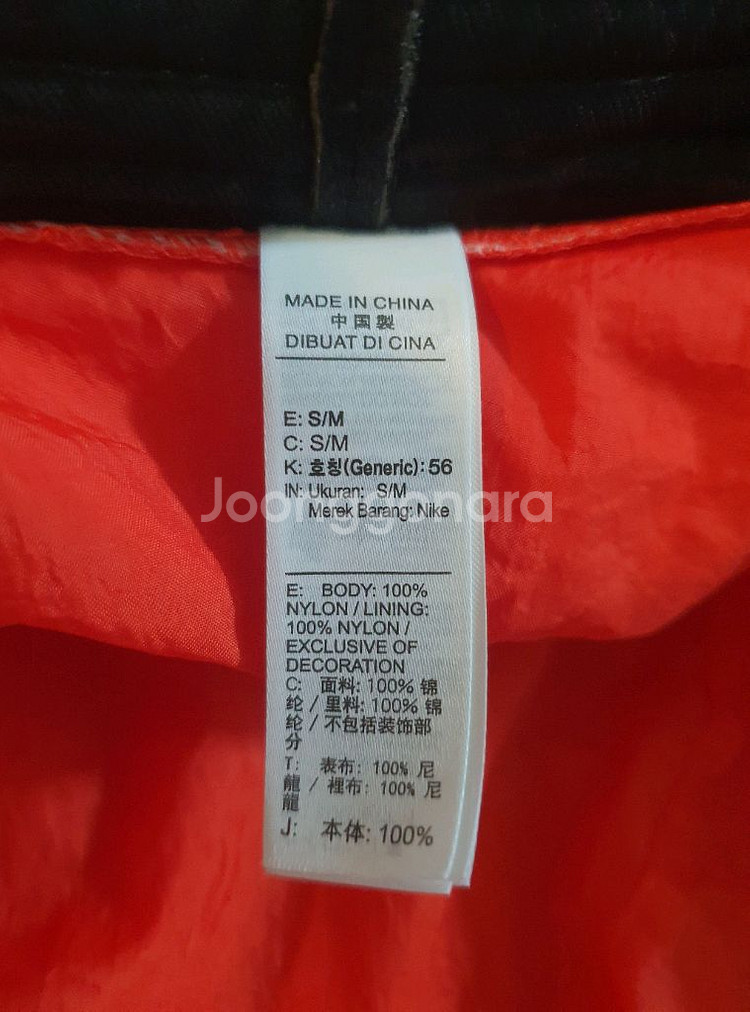 MADE IN CHINA
中国製
DIBUAT DI CINA
E: S/M
C: S/M
K: 호칭(Generic): 56
IN: Ukuran: S/M
Merek Barang: Nike
Joonggonara
E: BODY: 100%
NYLON / LINING:
100% NYLON /
EXCLUSIVE OF
DECORATION
C: 面料: 100% 锦
纶 / 里料: 100% 锦
纶 / 不包括装饰部
分
T: 表布: 100% 尼
龍 / 裡布: 100% 尼
龍
J: 本体: 100%